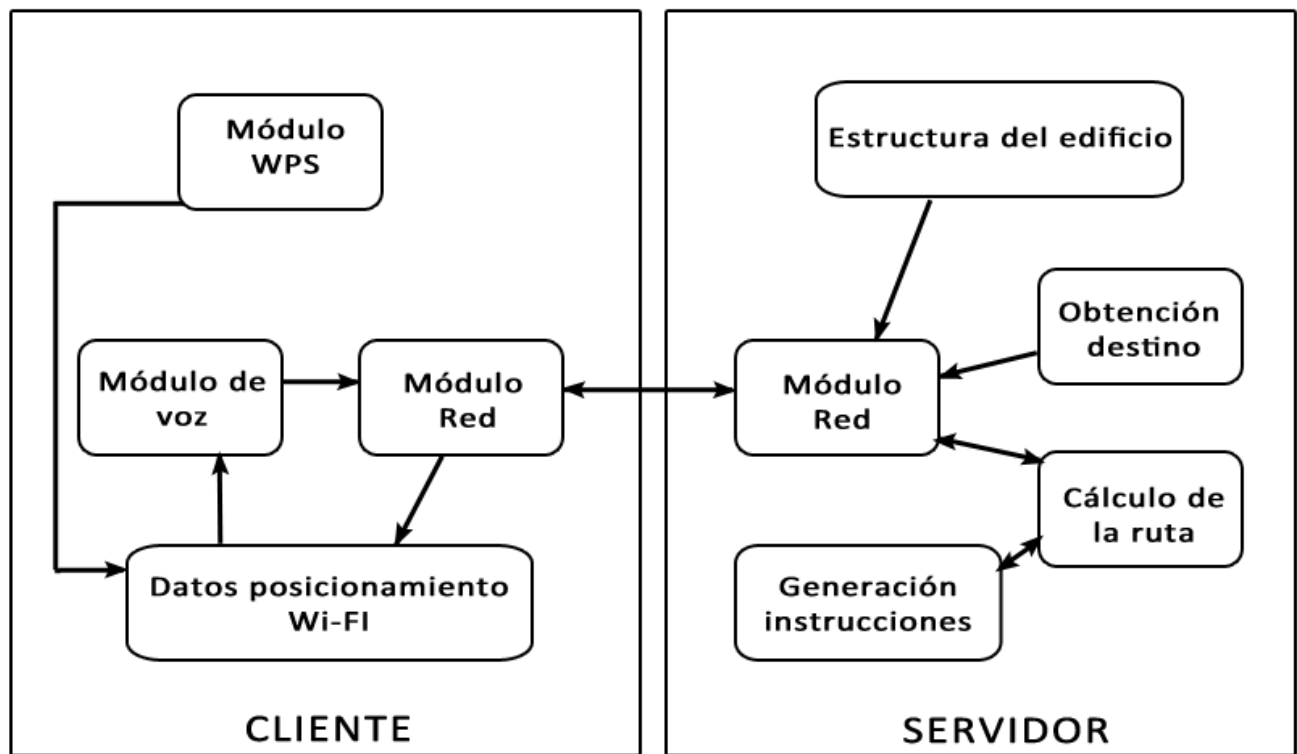 Módulo
WPS
Módulo de
voz
Módulo
Red
Datos posicionamiento
Wi-FI
CLIENTE
Estructura del edificio
Obtención
destino
Módulo
Red
Cálculo de
la ruta
Generación
instrucciones
SERVIDOR